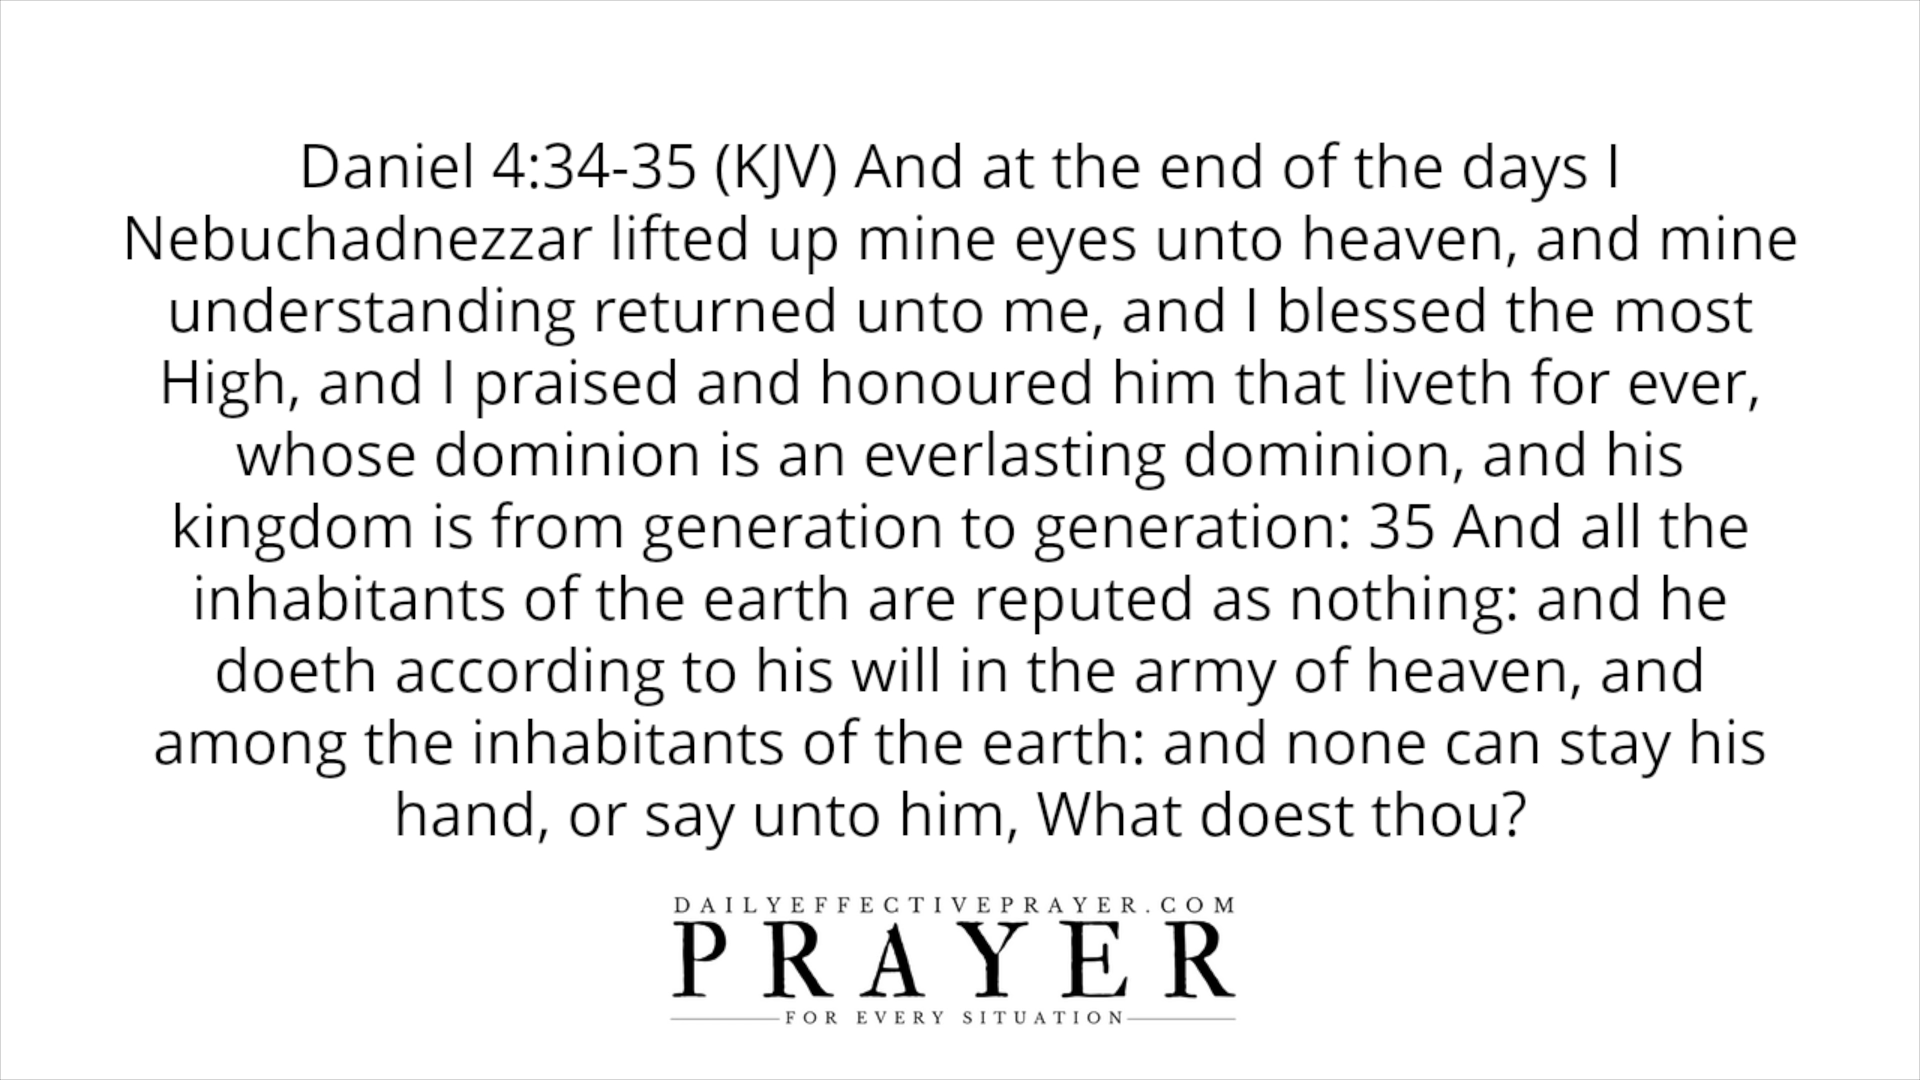 Daniel 4:34-35 (KJV) And at the end of the days I
Nebuchadnezzar lifted up mine eyes unto heaven, and mine
understanding returned unto me, and I blessed the most
High, and I praised and honoured him that liveth for ever,
whose dominion is an everlasting dominion, and his
kingdom is from generation to generation: 35 And all the
inhabitants of the earth are reputed as nothing: and he
doeth according to his will in the army of heaven, and
among the inhabitants of the earth: and none can stay his
hand, or say unto him, What doest thou?
DAILYEFFECTIVEPRAYER.COM
PRAYER
FOR EVERY SITUATION